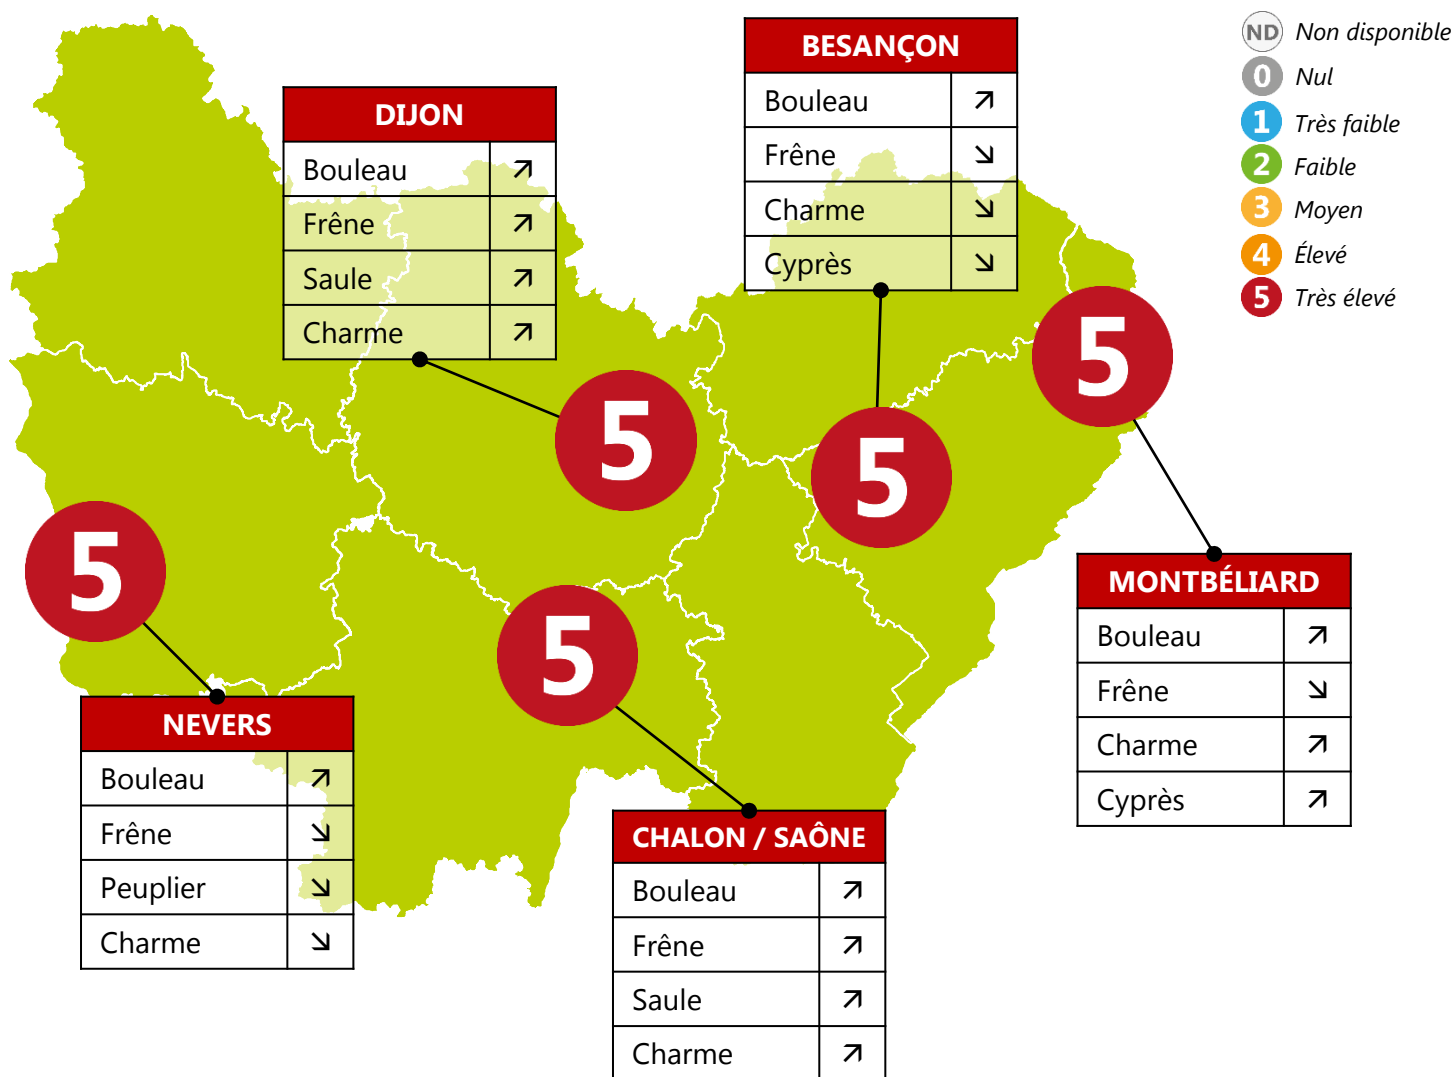 BESANÇON
Bouleau ↗
Frêne ↘
Charme ↘
Cyprès ↘
ND Non disponible
0 Nul
1 Très faible
2 Faible
3 Moyen
4 Élevé
5 Très élevé
DIJON
Bouleau ↗
Frêne ↗
Saule ↗
Charme ↗
5
5
5
5
5
MONTBÉLIARD
Bouleau ↗
Frêne ↘
Charme ↗
Cyprès ↗
NEVERS
Bouleau ↗
Frêne ↘
Peuplier ↘
Charme ↘
CHALON / SAÔNE
Bouleau ↗
Frêne ↗
Saule ↗
Charme ↗